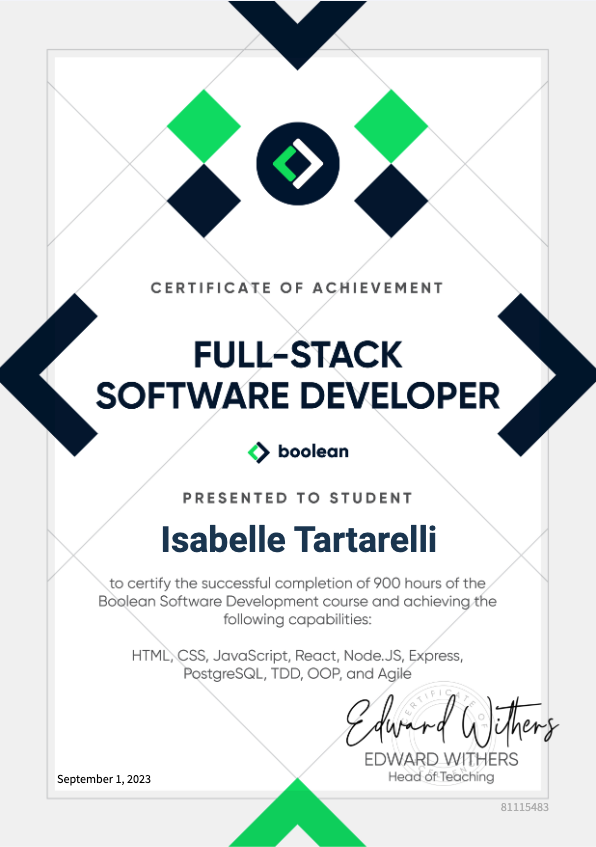 CERTIFICATE OF ACHIEVEMENT
FULL-STACK
SOFTWARE DEVELOPER
boolean
PRESENTED TO STUDENT
Isabelle Tartarelli
to certify the successful completion of 900 hours of the
Boolean Software Development course and achieving the
following capabilities:
HTML, CSS, JavaScript, React, Node.JS, Express,
PostgreSQL, TDD, OOP, and Agile
CERTIFICATE OF
Edward Withers
EDWARD WITHERS
Head of Teaching
September 1, 2023
81115483